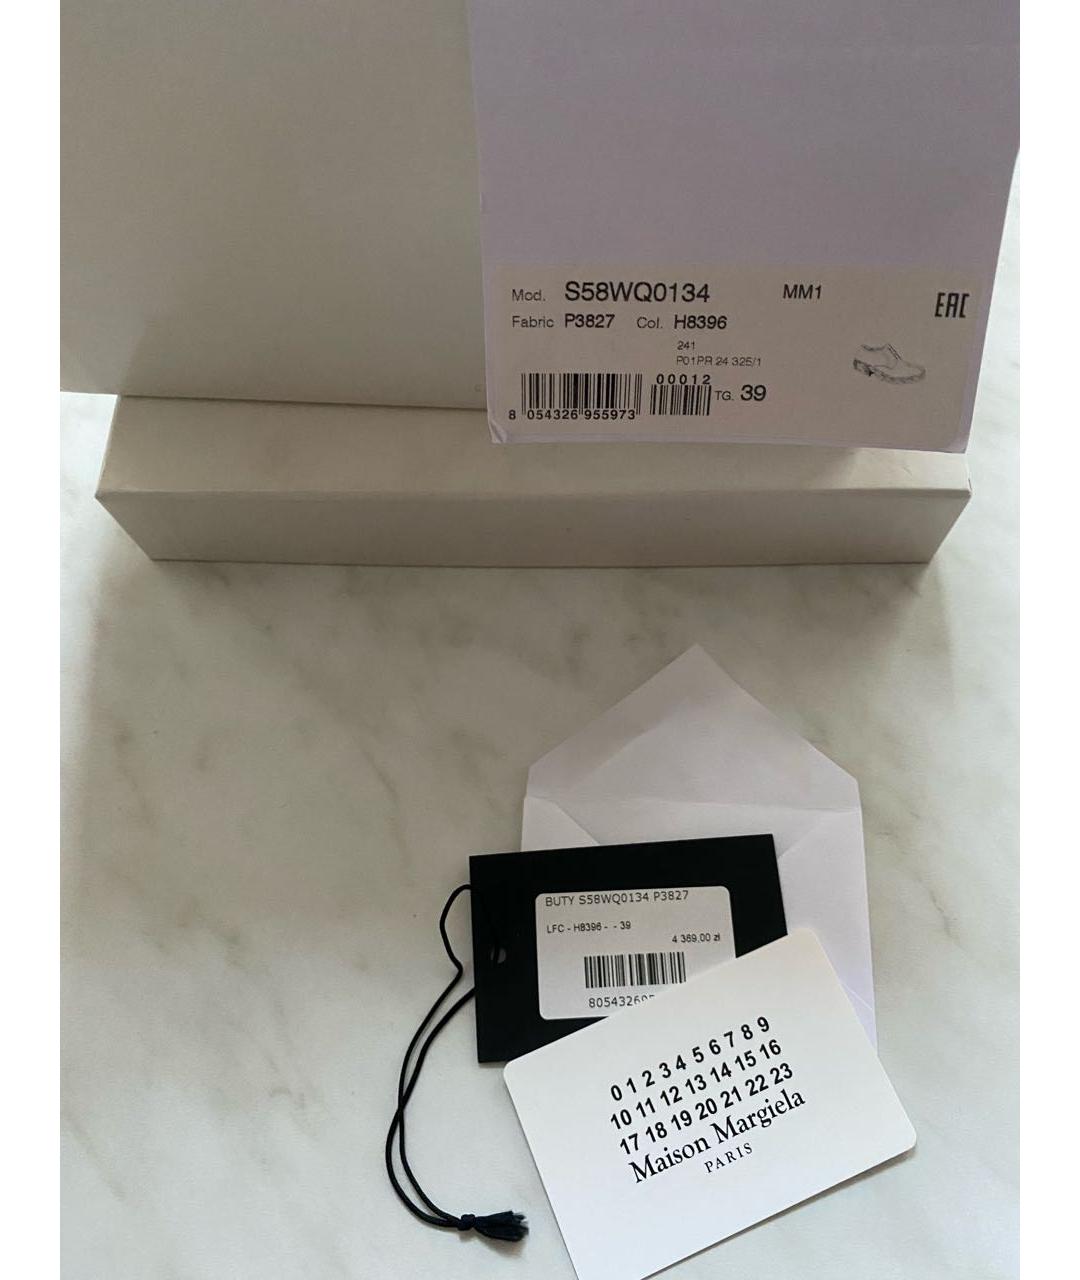 Mod. S58WQ0134 MM1
EAC
Fabric P3827 Col. H8396
241
P01PR 24 325/1
00012
TG. 39
8 054326 955973
BUTY S58WQ0134 P3827
LFC - H8396 - - 39
4 369,00 zł
8054326
0 1 2 3 4 5 6 7 8 9
10 11 12 13 14 15 16
17 18 19 20 21 22 23
Maison Margiela
PARIS